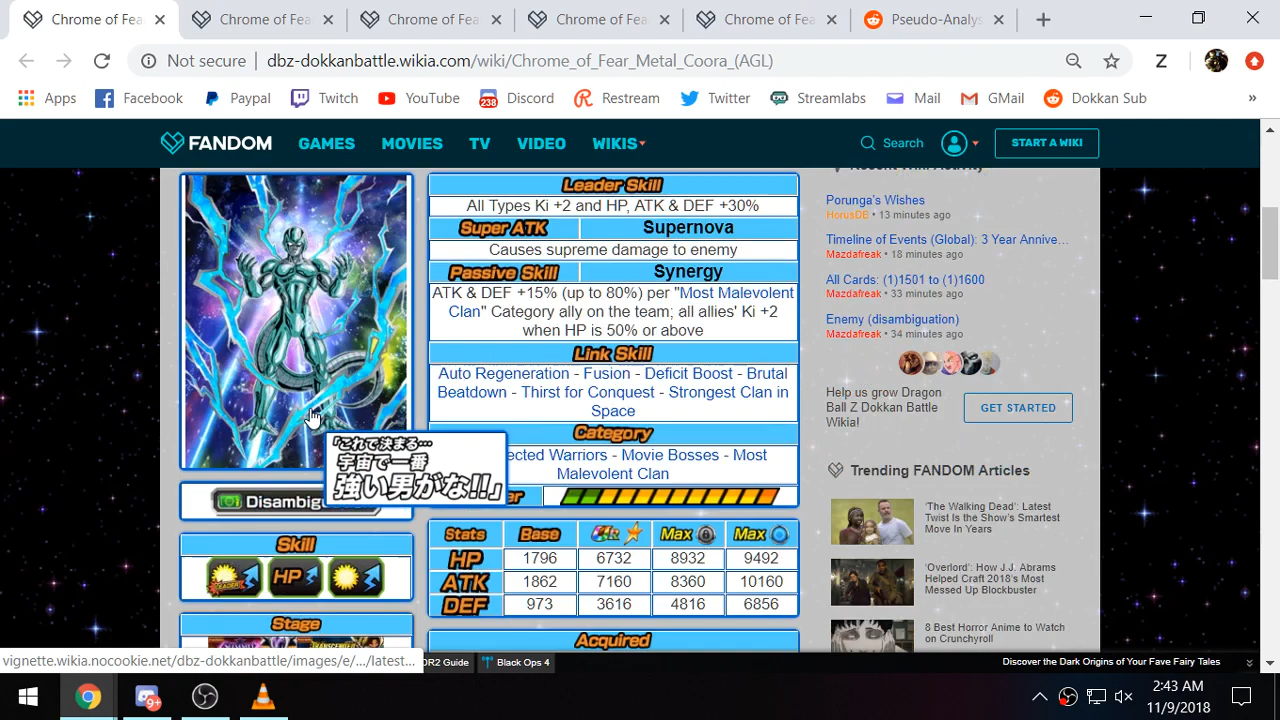 Chrome of Fea
Chrome of Fea
Chrome of Fea
Chrome of Fea
Chrome of Fea
Pseudo-Analys
Not secure
dbz-dokkanbattle.wikia.com/wiki/Chrome_of_Fear_Metal_Coora_(AGL)
Z
Apps
Facebook
Paypal
Twitch
YouTube
238
Discord
Restream
Twitter
Streamlabs
Mail
GMail
Dokkan Sub
FANDOM
GAMES
MOVIES
TV
VIDEO
WIKIS
Search
START A WIKI
Leader Skill
All Types Ki +2 and HP, ATK & DEF +30%
Super ATK
Supernova
Causes supreme damage to enemy
Passive Skill
Synergy
ATK & DEF +15% (up to 80%) per "Most Malevolent
Clan" Category ally on the team; all allies' Ki +2
when HP is 50% or above
Link Skill
Auto Regeneration - Fusion - Deficit Boost - Brutal
Beatdown - Thirst for Conquest - Strongest Clan in
Space
Category
ected Warriors - Movie Bosses - Most
Malevolent Clan
er
「これで決まる…
宇宙で一番
強い男がな!!」
Disambig
Skill
LEADER
HP
Stage
Stats
Base
Max
Max
HP
1796
6732
8932
9492
ATK
1862
7160
8360
10160
DEF
973
3616
4816
6856
Acquired
Recent Wiki Activity
Porunga's Wishes
HorusDB • 13 minutes ago
Timeline of Events (Global): 3 Year Annive...
Mazdafreak • 18 minutes ago
All Cards: (1)1501 to (1)1600
Mazdafreak • 33 minutes ago
Enemy (disambiguation)
Mazdafreak • 34 minutes ago
Help us grow Dragon
Ball Z Dokkan Battle
Wikia!
GET STARTED
Trending FANDOM Articles
'The Walking Dead': Latest
Twist Is the Show's Smartest
Move In Years
'Overlord': How J.J. Abrams
Helped Craft 2018's Most
Messed Up Blockbuster
8 Best Horror Anime to Watch
on Crunchyroll
vignette.wikia.nocookie.net/dbz-dokkanbattle/images/e/.../latest...
DR2 Guide
Black Ops 4
Discover the Dark Origins of Your Fave Fairy Tales
9+
2:43 AM
11/9/2018